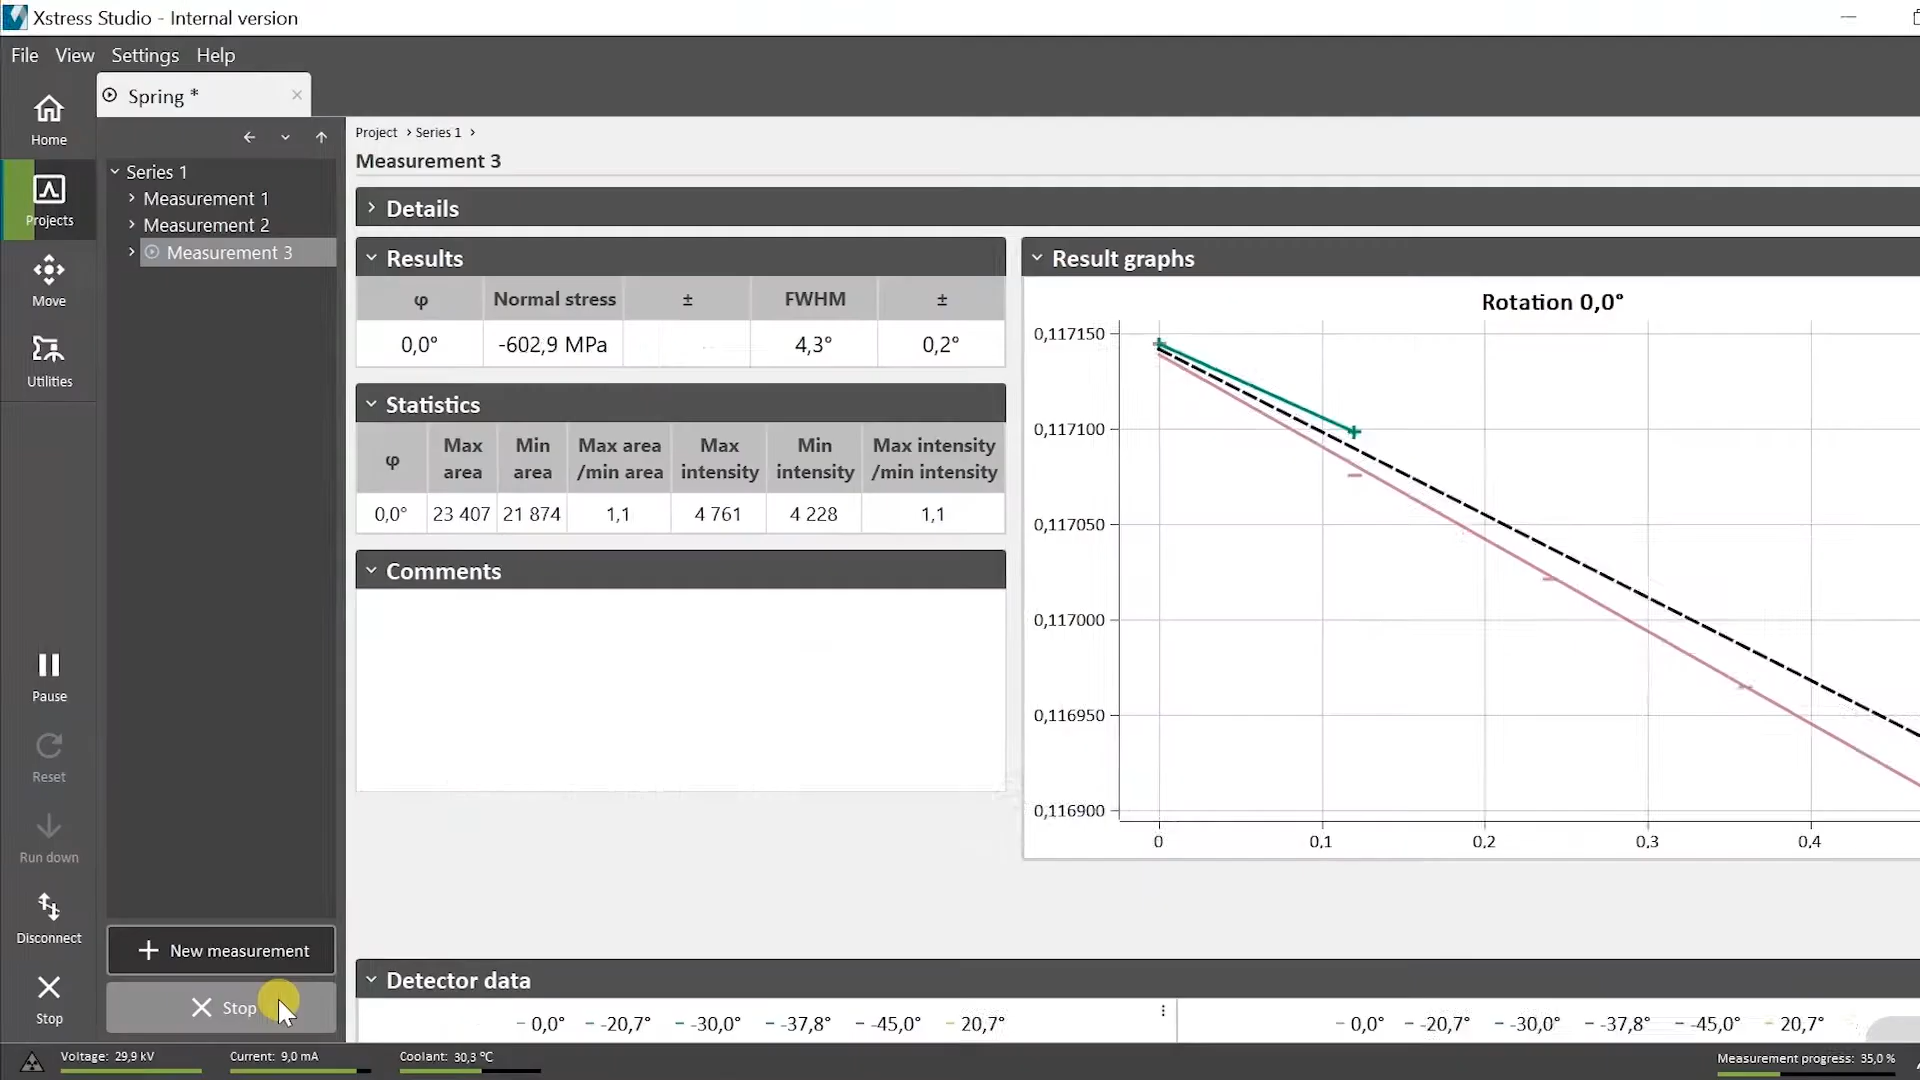 Xstress Studio - Internal version
File View Settings Help
Spring *
Home
Projects
Move
Utilities
Pause
Reset
Run down
Disconnect
Stop
Series 1
Measurement 1
Measurement 2
Measurement 3
+ New measurement
Stop
Project > Series 1 >
Measurement 3
Details
Results
φ Normal stress ± FWHM ±
0,0° -602,9 MPa 4,3° 0,2°
Statistics
φ Max area Min area Max area /min area Max intensity Min intensity Max intensity /min intensity
0,0° 23 407 21 874 1,1 4 761 4 228 1,1
Comments
Result graphs
Rotation 0,0°
0,117150
0,117100
0,117050
0,117000
0,116950
0,116900
0 0,1 0,2 0,3 0,4
Detector data
0,0° -20,7° -30,0° -37,8° -45,0° 20,7°
0,0° -20,7° -30,0° -37,8° -45,0° 20,7°
Voltage: 29,9 kV Current: 9,0 mA Coolant: 30,3 °C Measurement progress: 35,0 %